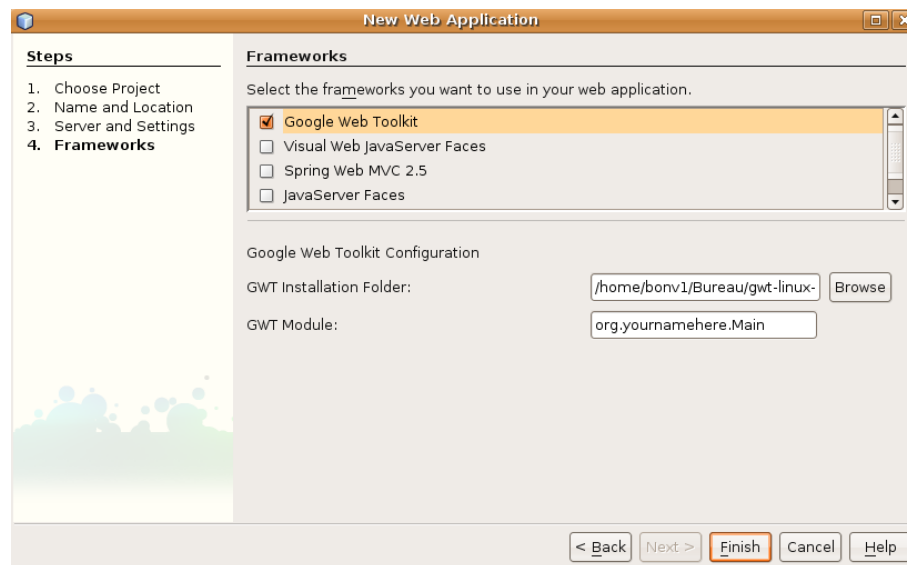 New Web Application
Steps
1. Choose Project
2. Name and Location
3. Server and Settings
4. Frameworks
Frameworks
Select the frameworks you want to use in your web application.
Google Web Toolkit
Visual Web JavaServer Faces
Spring Web MVC 2.5
JavaServer Faces
Google Web Toolkit Configuration
GWT Installation Folder: /home/bonv1/Bureau/gwt-linux- Browse
GWT Module: org.yournamehere.Main
< Back Next > Finish Cancel Help